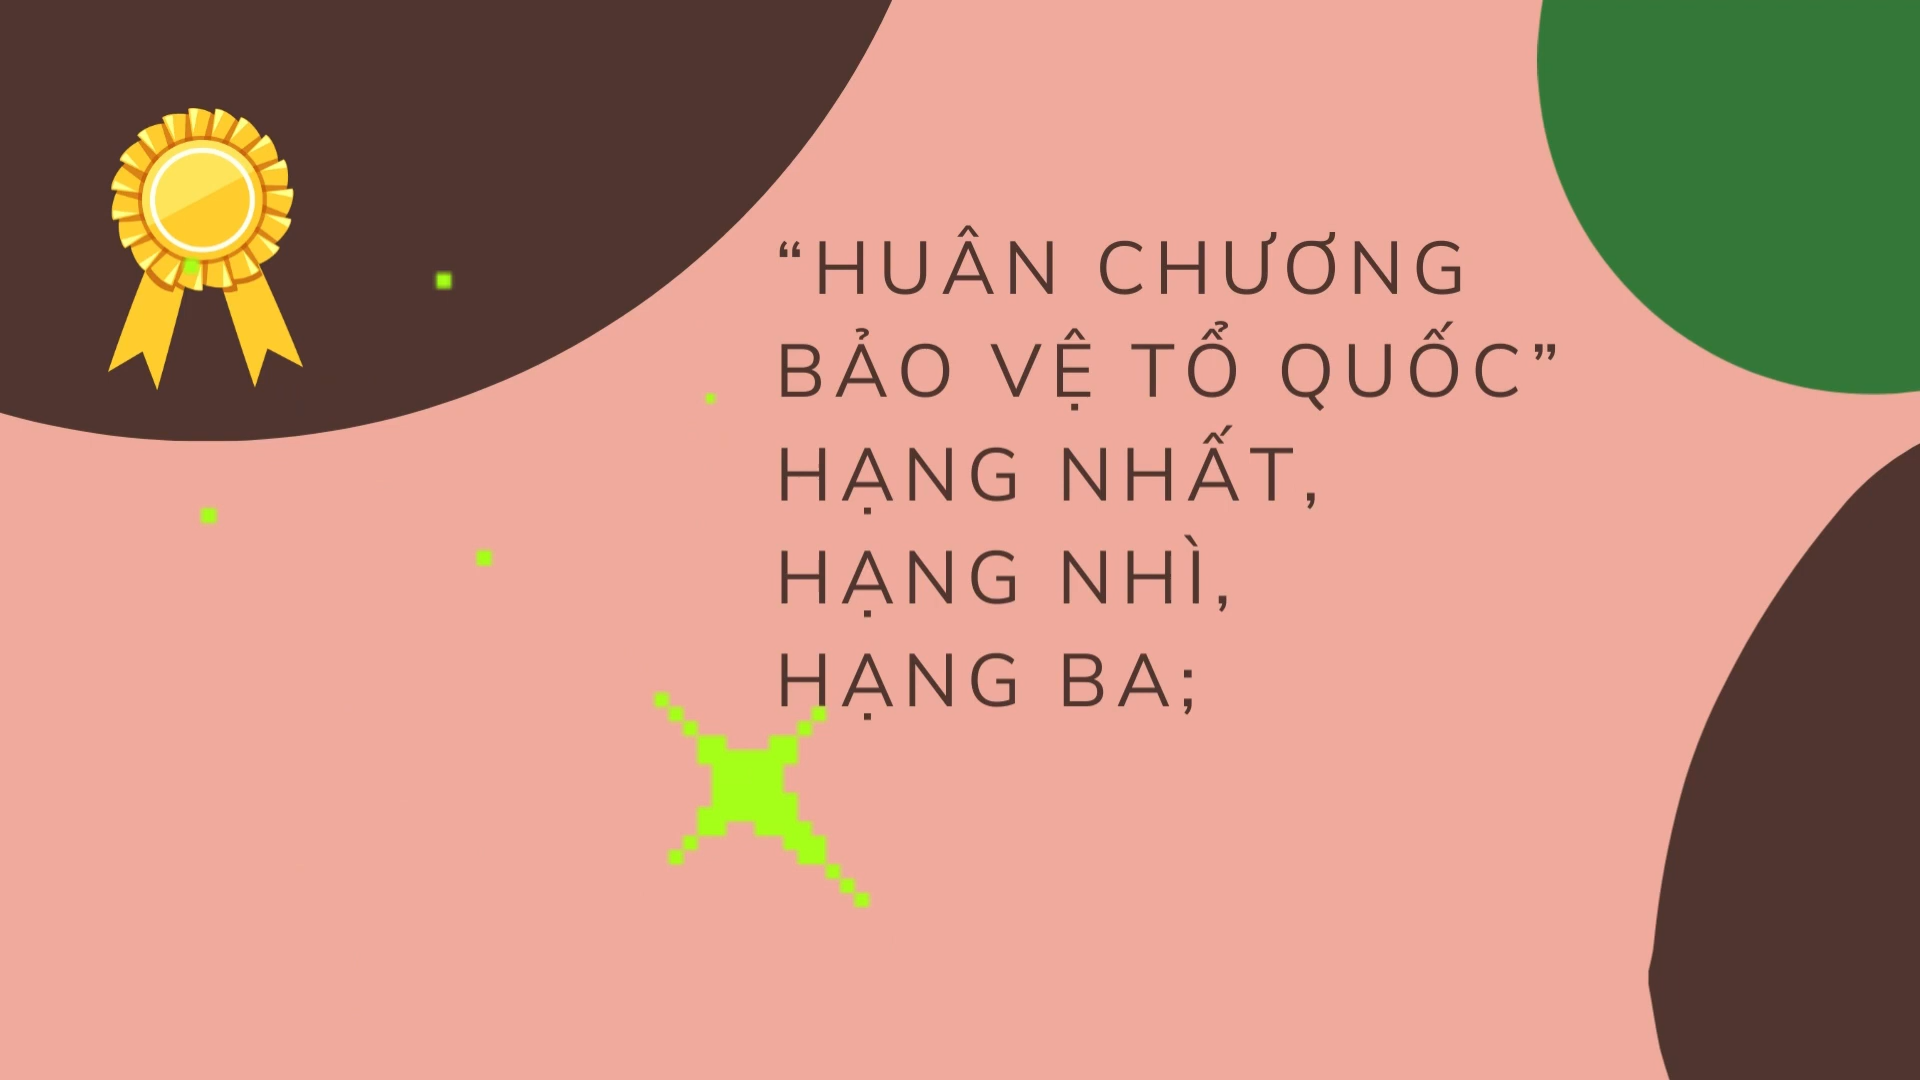 “HUÂN CHƯƠNG
BẢO VỆ TỔ QUỐC”
HẠNG NHẤT,
HẠNG NHÌ,
HẠNG BA;